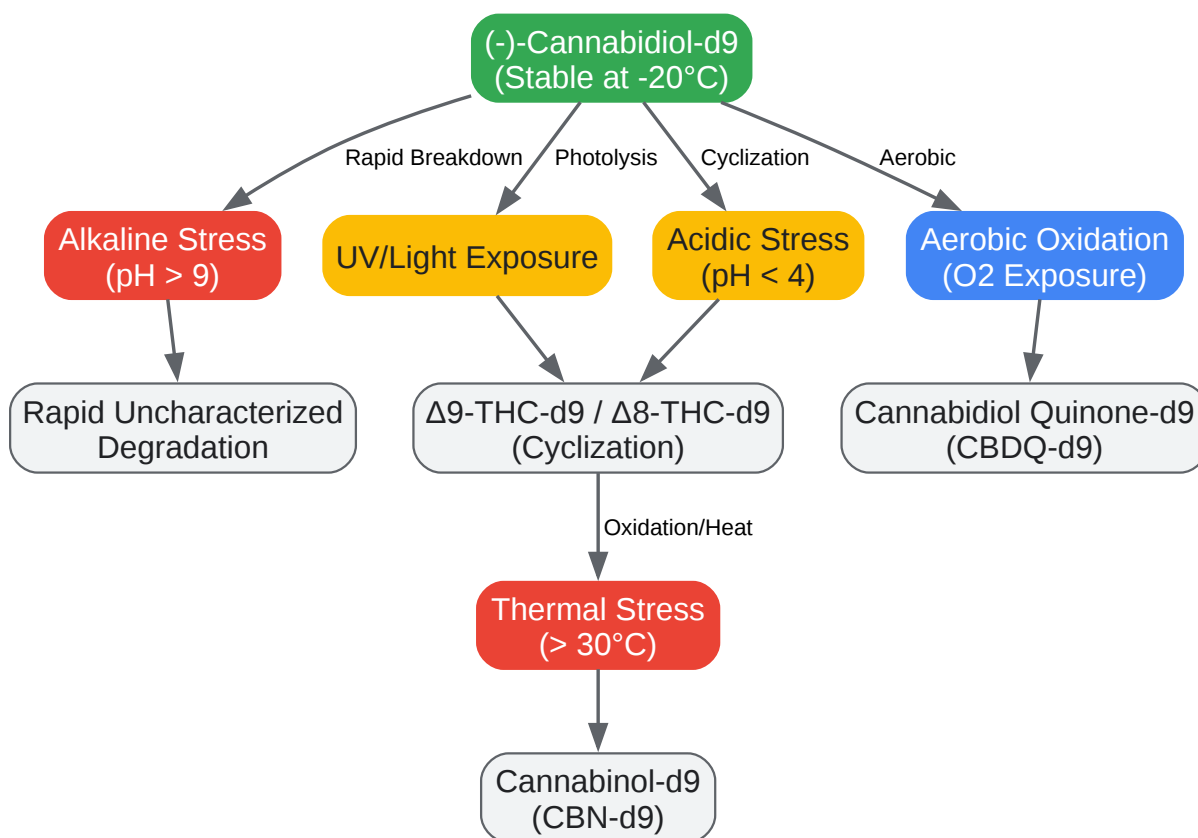 (-)-Cannabidiol-d9
(Stable at -20°C)
Rapid Breakdown
Photolysis
Cyclization
Aerobic
Alkaline Stress
(pH > 9)
UV/Light Exposure
Acidic Stress
(pH < 4)
Aerobic Oxidation
(O2 Exposure)
Rapid Uncharacterized
Degradation
Δ9-THC-d9 / Δ8-THC-d9
(Cyclization)
Cannabidiol Quinone-d9
(CBDQ-d9)
Oxidation/Heat
Thermal Stress
(> 30°C)
Cannabinol-d9
(CBN-d9)